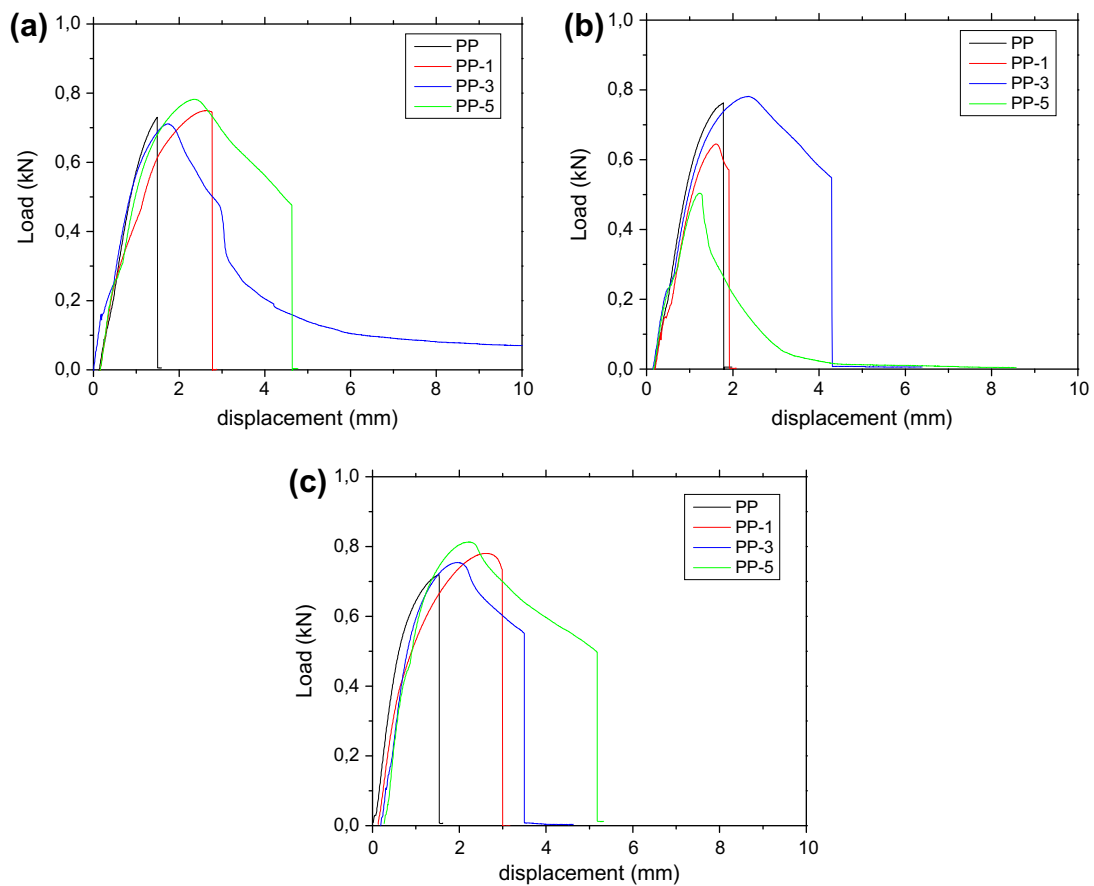 (a)
1,0
0,8
0,6
0,4
0,2
0,0
Load (kN)
PP
PP-1
PP-3
PP-5
0 2 4 6 8 10
displacement (mm)
(b)
1,0
0,8
0,6
0,4
0,2
0,0
Load (kN)
PP
PP-1
PP-3
PP-5
0 2 4 6 8 10
displacement (mm)
(c)
1,0
0,8
0,6
0,4
0,2
0,0
Load (kN)
PP
PP-1
PP-3
PP-5
0 2 4 6 8 10
displacement (mm)